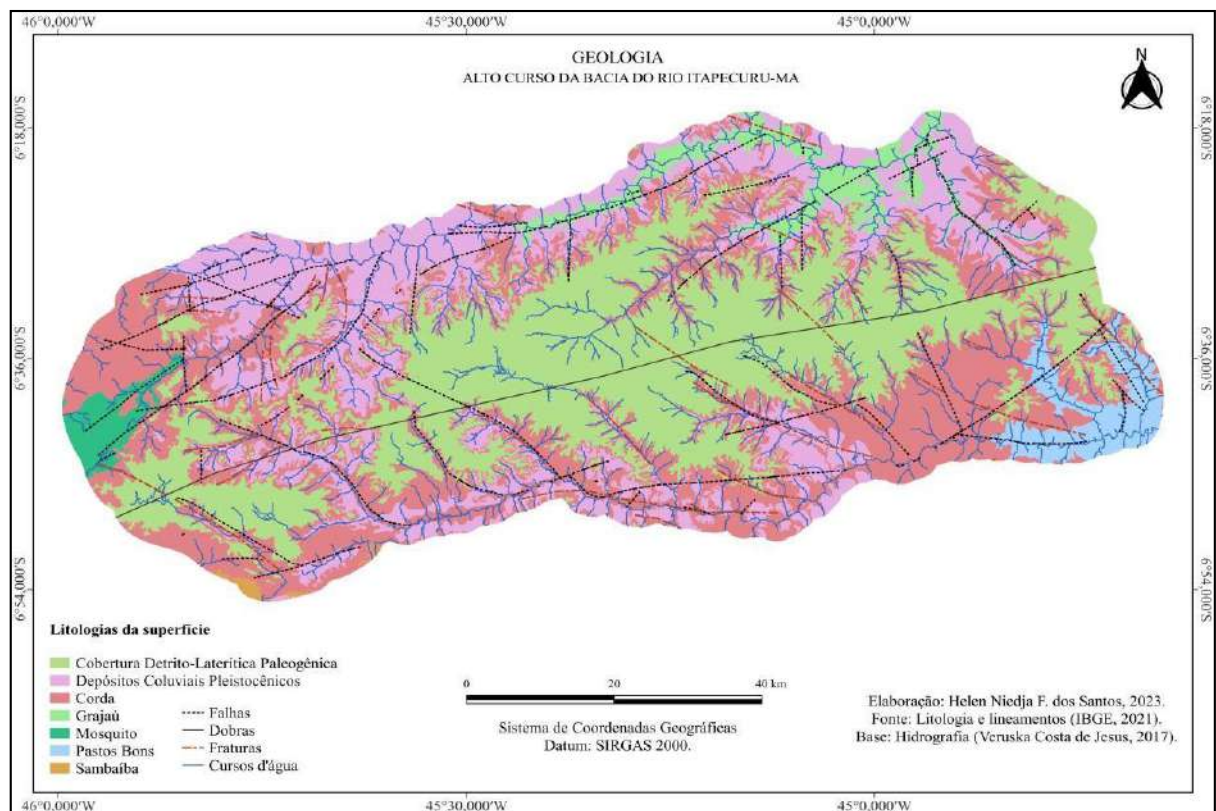 46°0,000'W 45°30,000'W 45°0,000'W
GEOLOGIA
ALTO CURSO DA BACIA DO RIO ITAPECURU-MA
N
6°18,000'S 6°18,000'S
6°36,000'S 6°36,000'S
6°54,000'S 6°54,000'S
Litologias da superfície
Cobertura Detrito-Laterítica Paleogênica
Depósitos Coluviais Pleistocênicos
Corda
Grajaú
Mosquito
Pastos Bons
Sambaíba
Falhas
Dobras
Fraturas
Cursos d'água
0 20 40 km
Sistema de Coordenadas Geográficas
Datum: SIRGAS 2000.
Elaboração: Helen Niedja F. dos Santos, 2023.
Fonte: Litologia e lineamentos (IBGE, 2021).
Base: Hidrografia (Veruska Costa de Jesus, 2017).
46°0,000'W 45°30,000'W 45°0,000'W